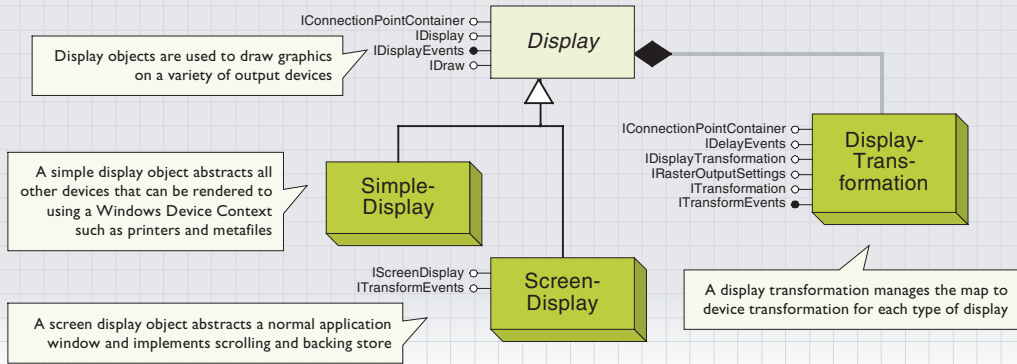 IConnectionPointContainer
IDisplay
IDisplayEvents
IDraw
Display
Display objects are used to draw graphics
on a variety of output devices
IConnectionPointContainer
IDelayEvents
IDisplayTransformation
IRasterOutputSettings
ITransformation
ITransformEvents
Display-
Trans-
formation
A simple display object abstracts all
other devices that can be rendered to
using a Windows Device Context
such as printers and metafiles
Simple-
Display
IScreenDisplay
ITransformEvents
Screen-
Display
A display transformation manages the map to
device transformation for each type of display
A screen display object abstracts a normal application
window and implements scrolling and backing store